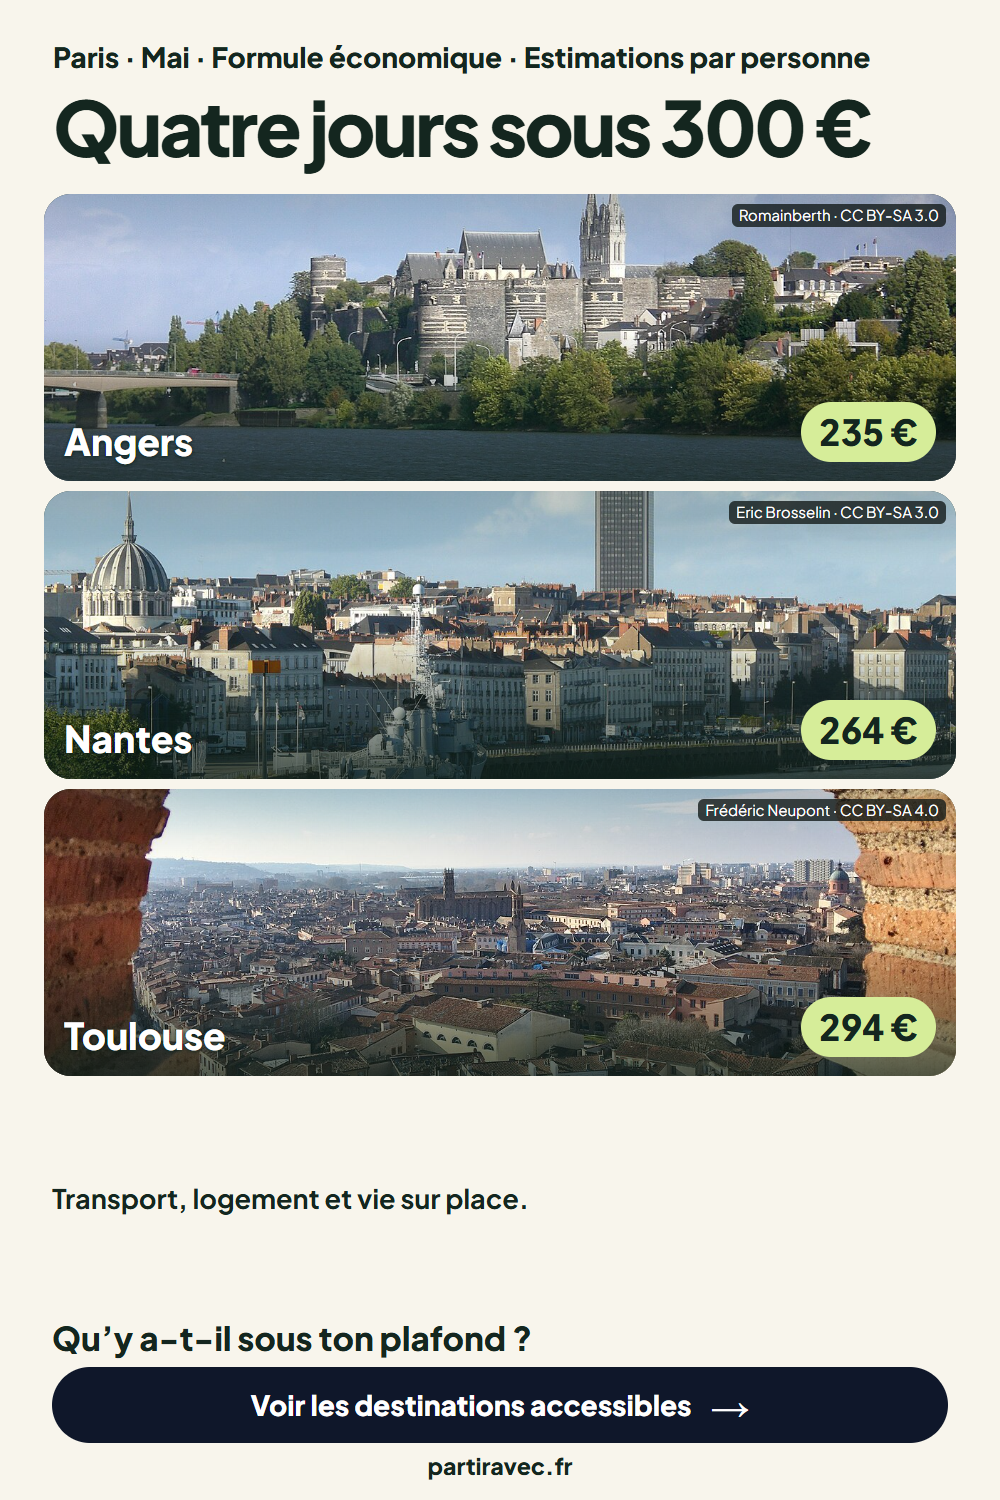 Paris · Mai · Formule économique · Estimations par personne
Quatre jours sous 300 €
Romainberth · CC BY-SA 3.0
Angers
235 €
Eric Brosselin · CC BY-SA 3.0
Nantes
264 €
Frédéric Neupont · CC BY-SA 4.0
Toulouse
294 €
Transport, logement et vie sur place.
Qu’y a-t-il sous ton plafond ?
Voir les destinations accessibles →
partiravec.fr